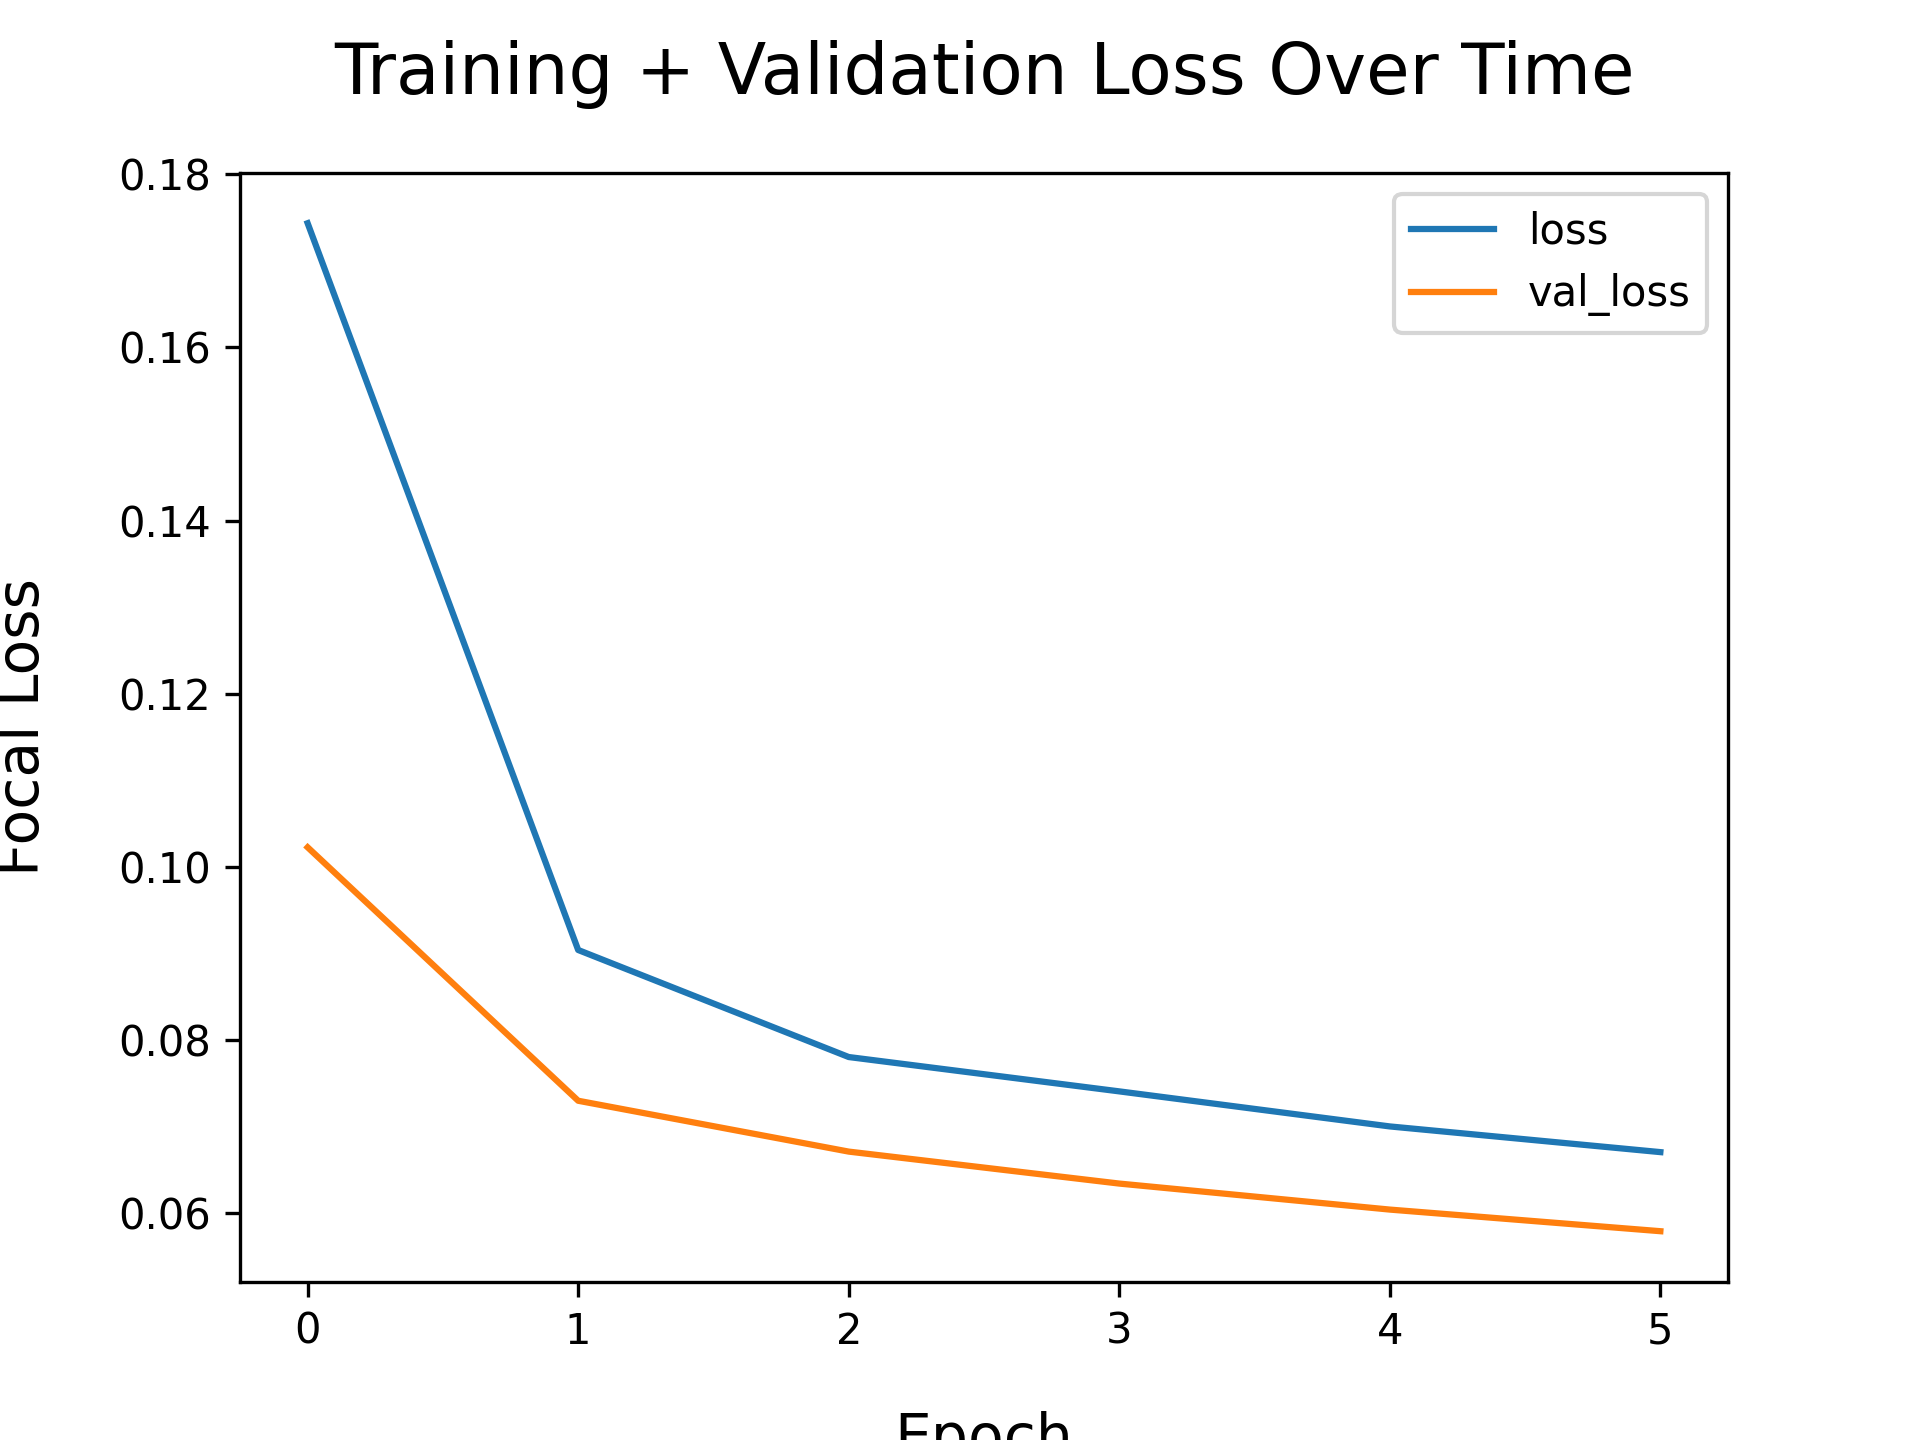 Training + Validation Loss Over Time
loss
val_loss
0.18
0.16
0.14
0.12
0.10
0.08
0.06
Focal Loss
0 1 2 3 4 5
Epoch